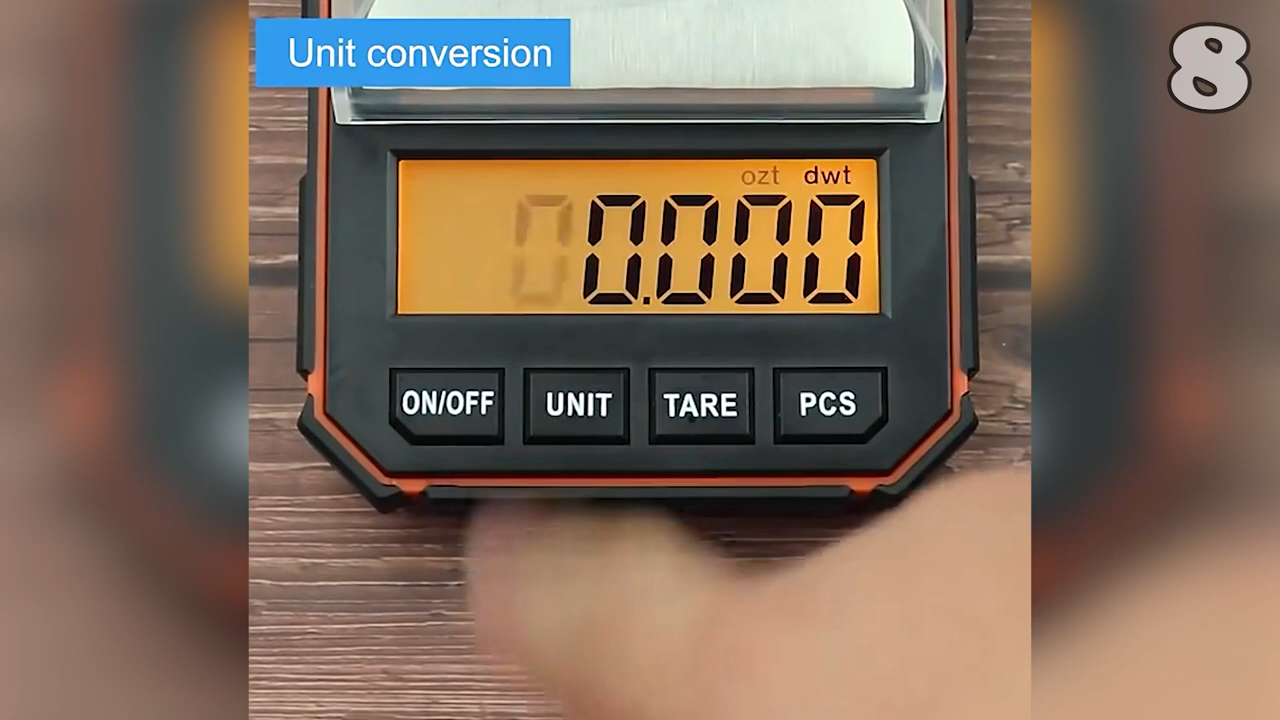 Unit conversion
8
ozt dwt
0.000
ON/OFF UNIT TARE PCS